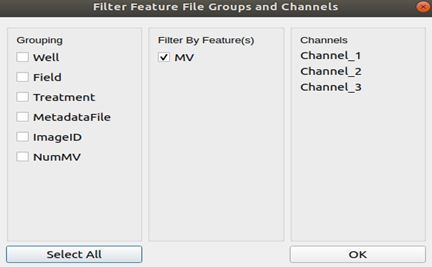 Filter Feature File Groups and Channels
Grouping
Well
Field
Treatment
MetadataFile
ImageID
NumMV
Filter By Feature(s)
MV
Channels
Channel_1
Channel_2
Channel_3
Select All
OK